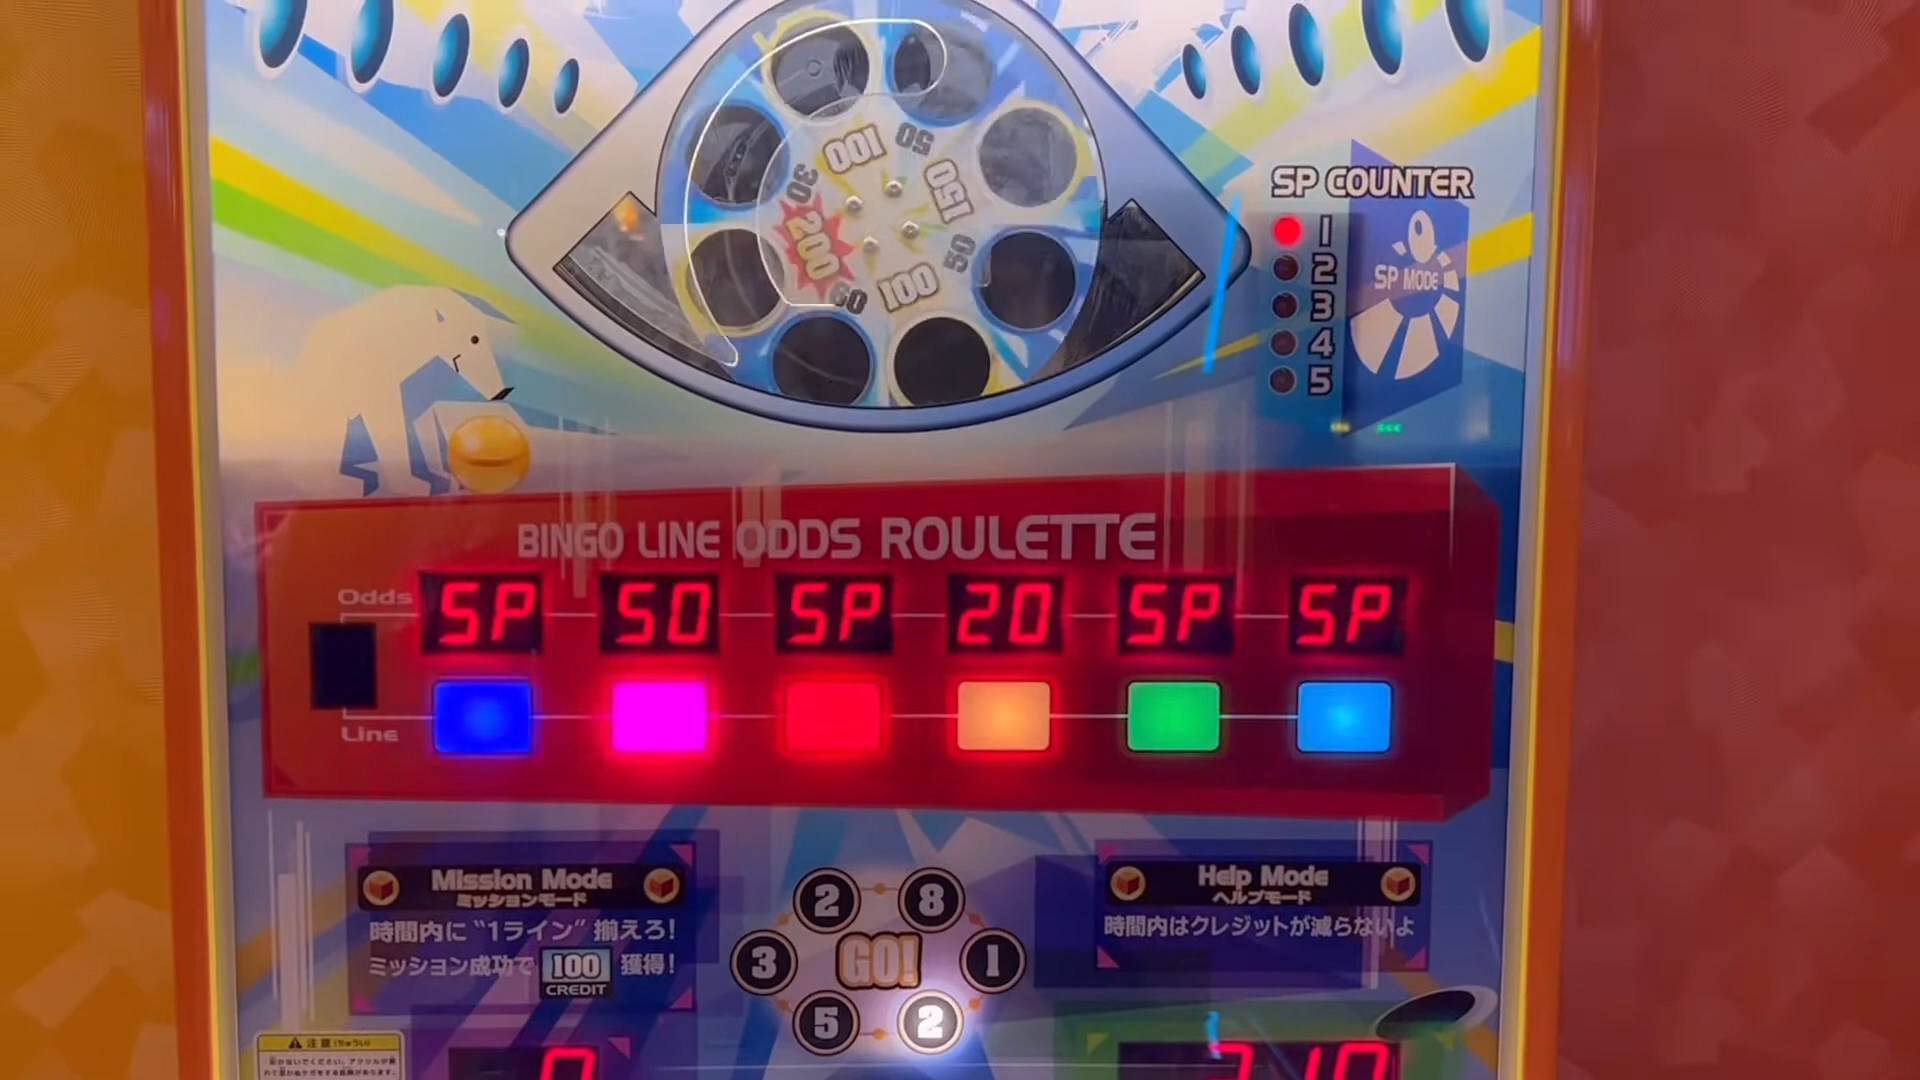 100
50
30
150
200
50
60
100
SP COUNTER
1
2
3
4
5
SP MODE
BINGO LINE ODDS ROULETTE
Odds
SP 50 SP 20 SP SP
Line
Mission Mode
ミッションモード
時間内に“1ライン”揃えろ!
ミッション成功で 100 獲得!
CREDIT
2 8
3 GO! 1
5 2
Help Mode
ヘルプモード
時間内はクレジットが減らないよ
注意(ちゅうい)
0
210